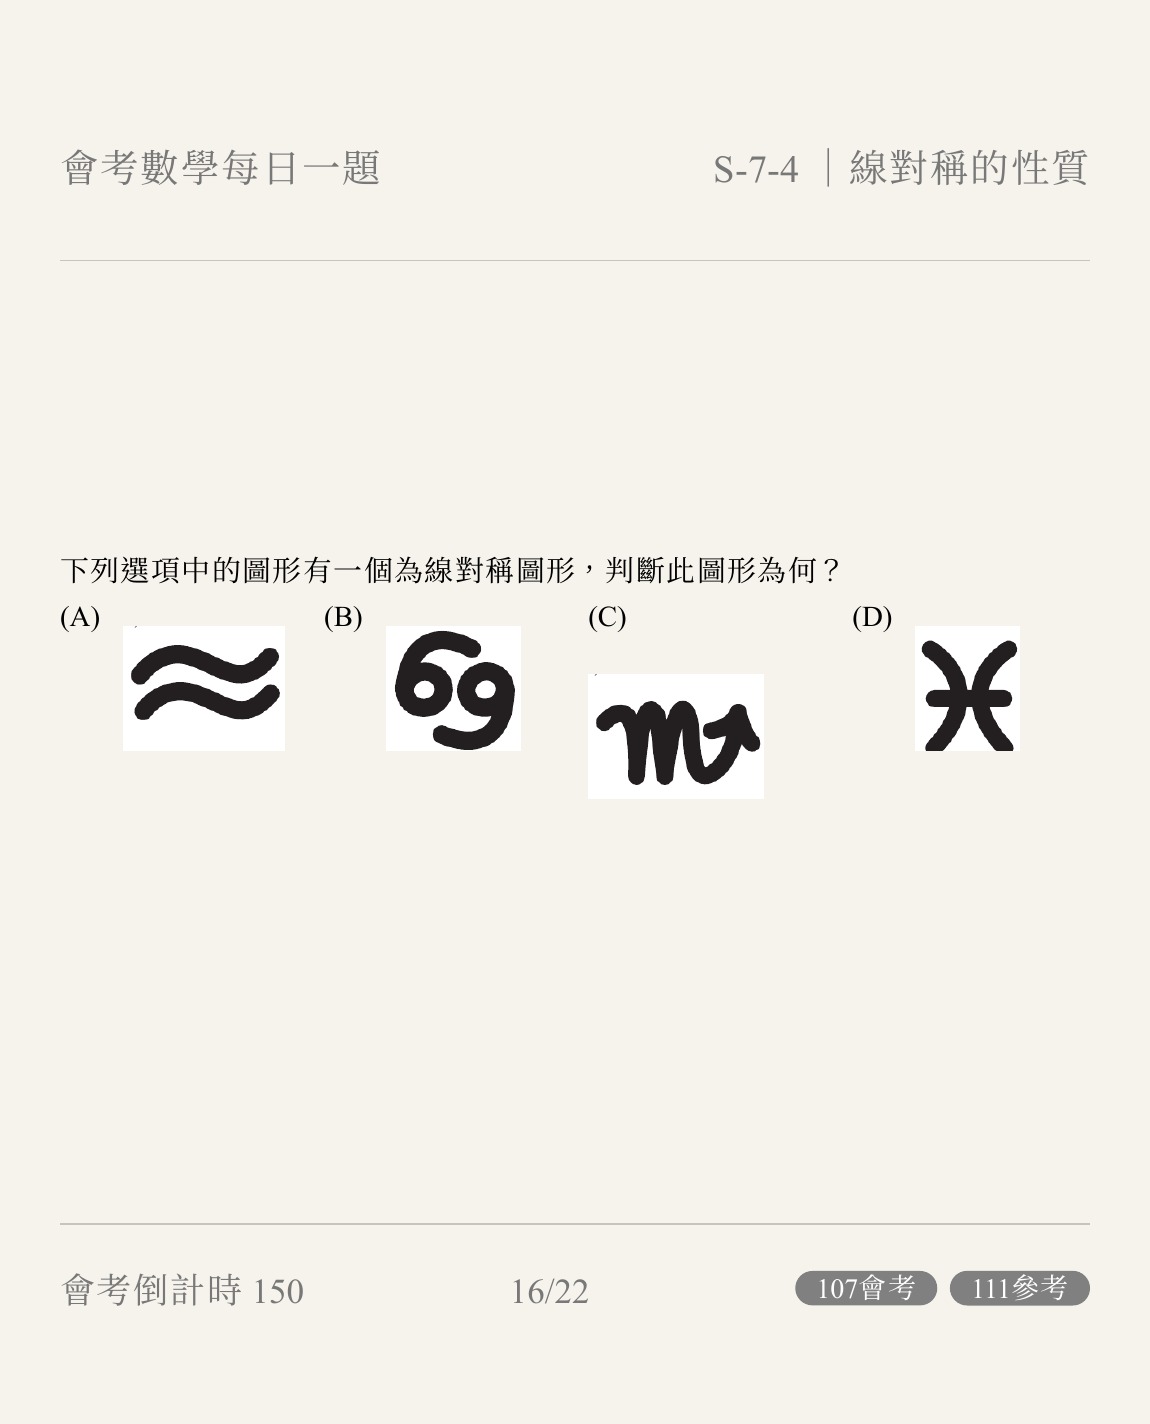 會考數學每日一題
S-7-4｜線對稱的性質
下列選項中的圖形有一個為線對稱圖形，判斷此圖形為何？
(A) (B) (C) (D)
會考倒計時 150 16/22 107會考 111參考